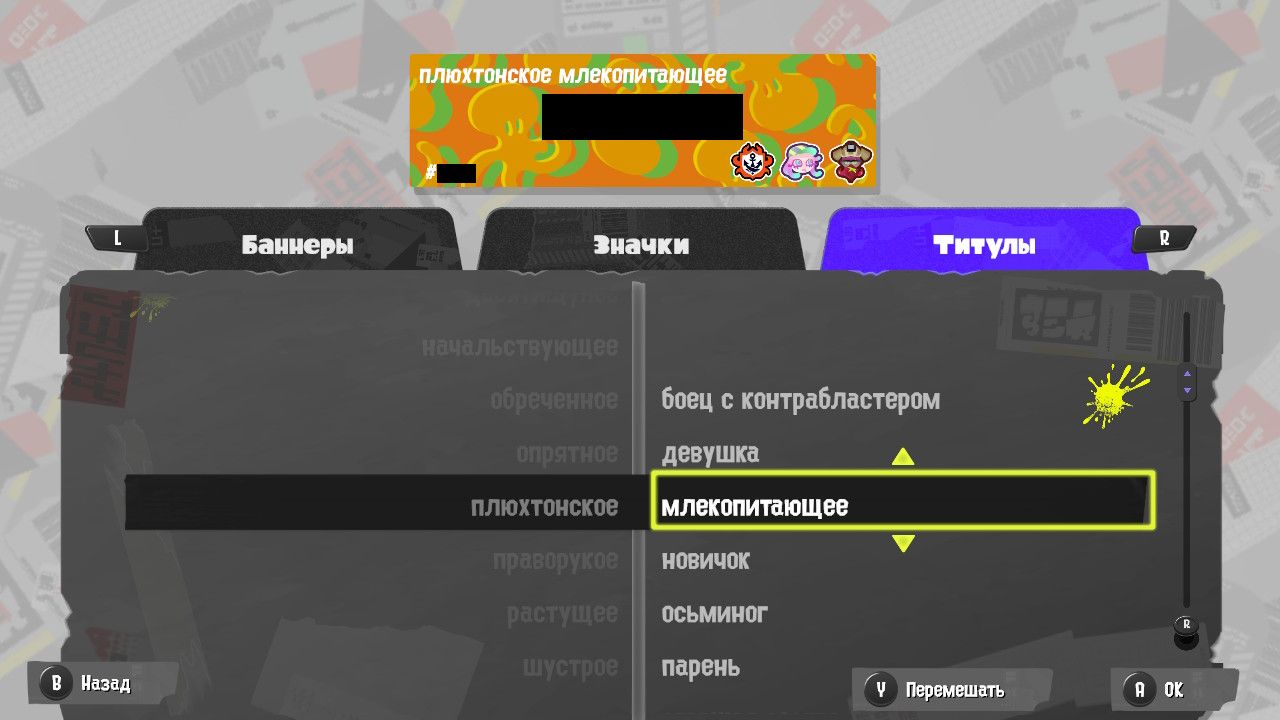 плюхтонское млекопитающее
#
L
Баннеры
Значки
Титулы
R
начальствующее
обреченное
боец с контрабластером
опрятное
девушка
плюхтонское
млекопитающее
праворукое
новичок
растущее
осьминог
R
шустрое
парень
B Назад
Y Перемешать
A ОК